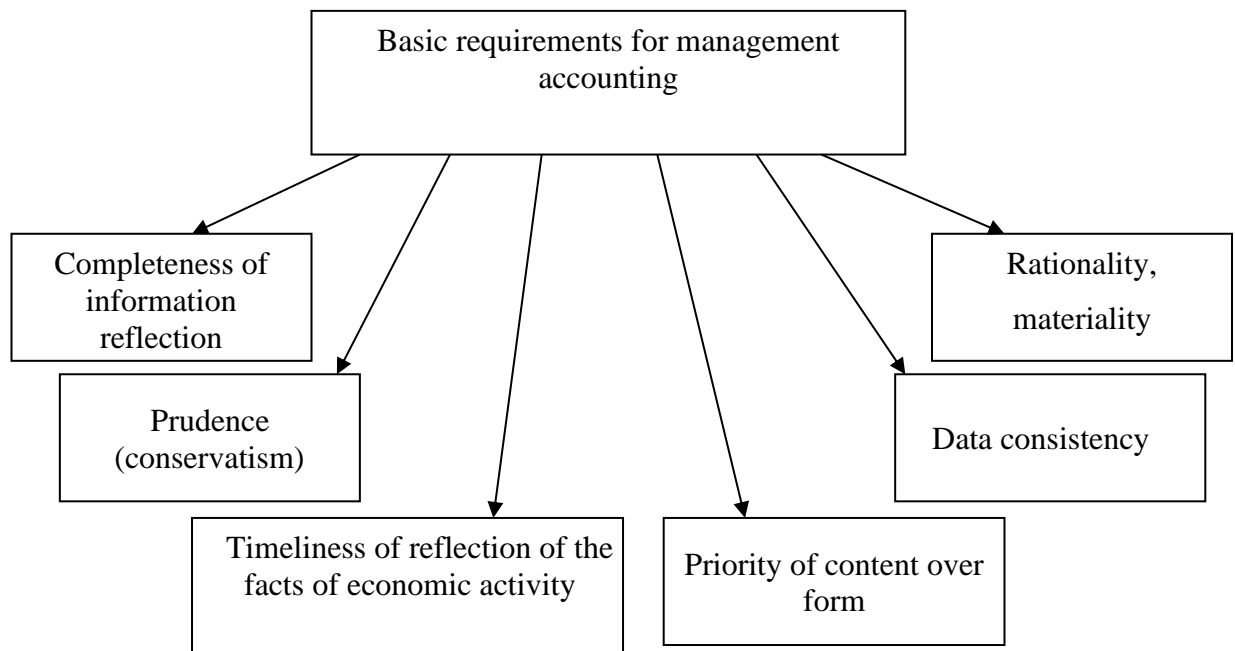 Basic requirements for management
accounting
Completeness of
information
reflection
Rationality,
materiality
Prudence
(conservatism)
Data consistency
Timeliness of reflection of the
facts of economic activity
Priority of content over
form